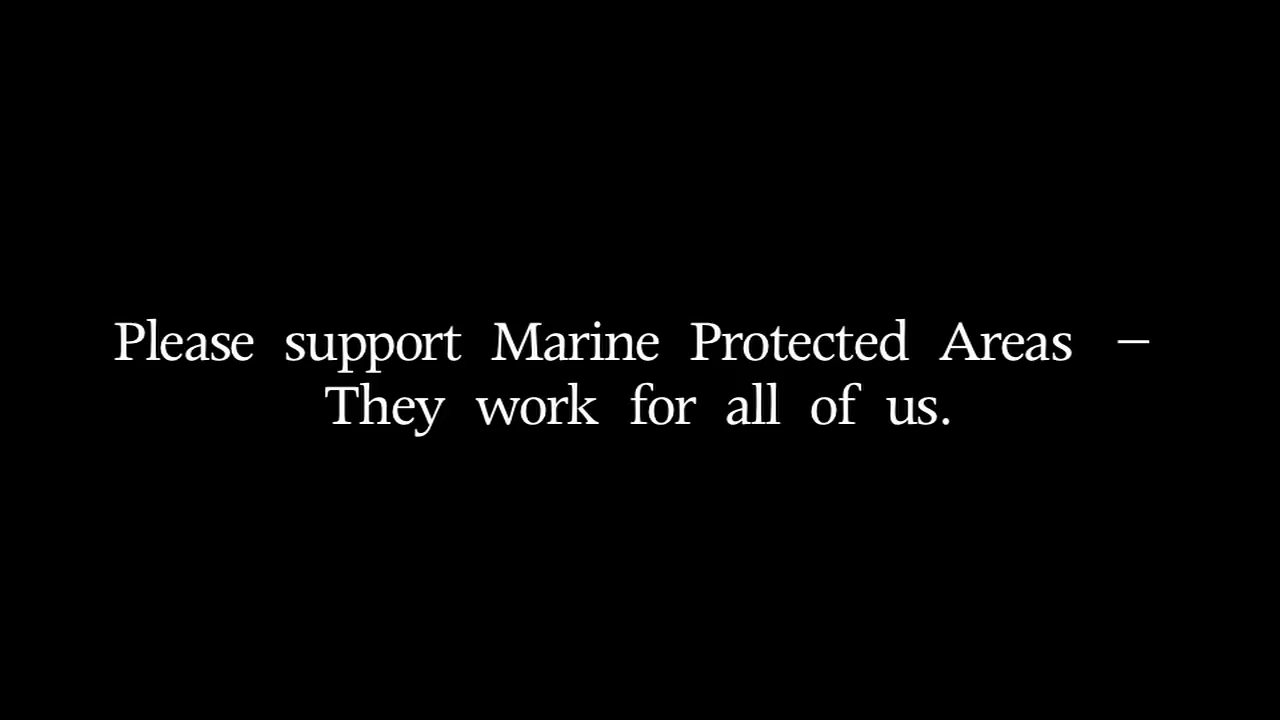 Please support Marine Protected Areas –
They work for all of us.